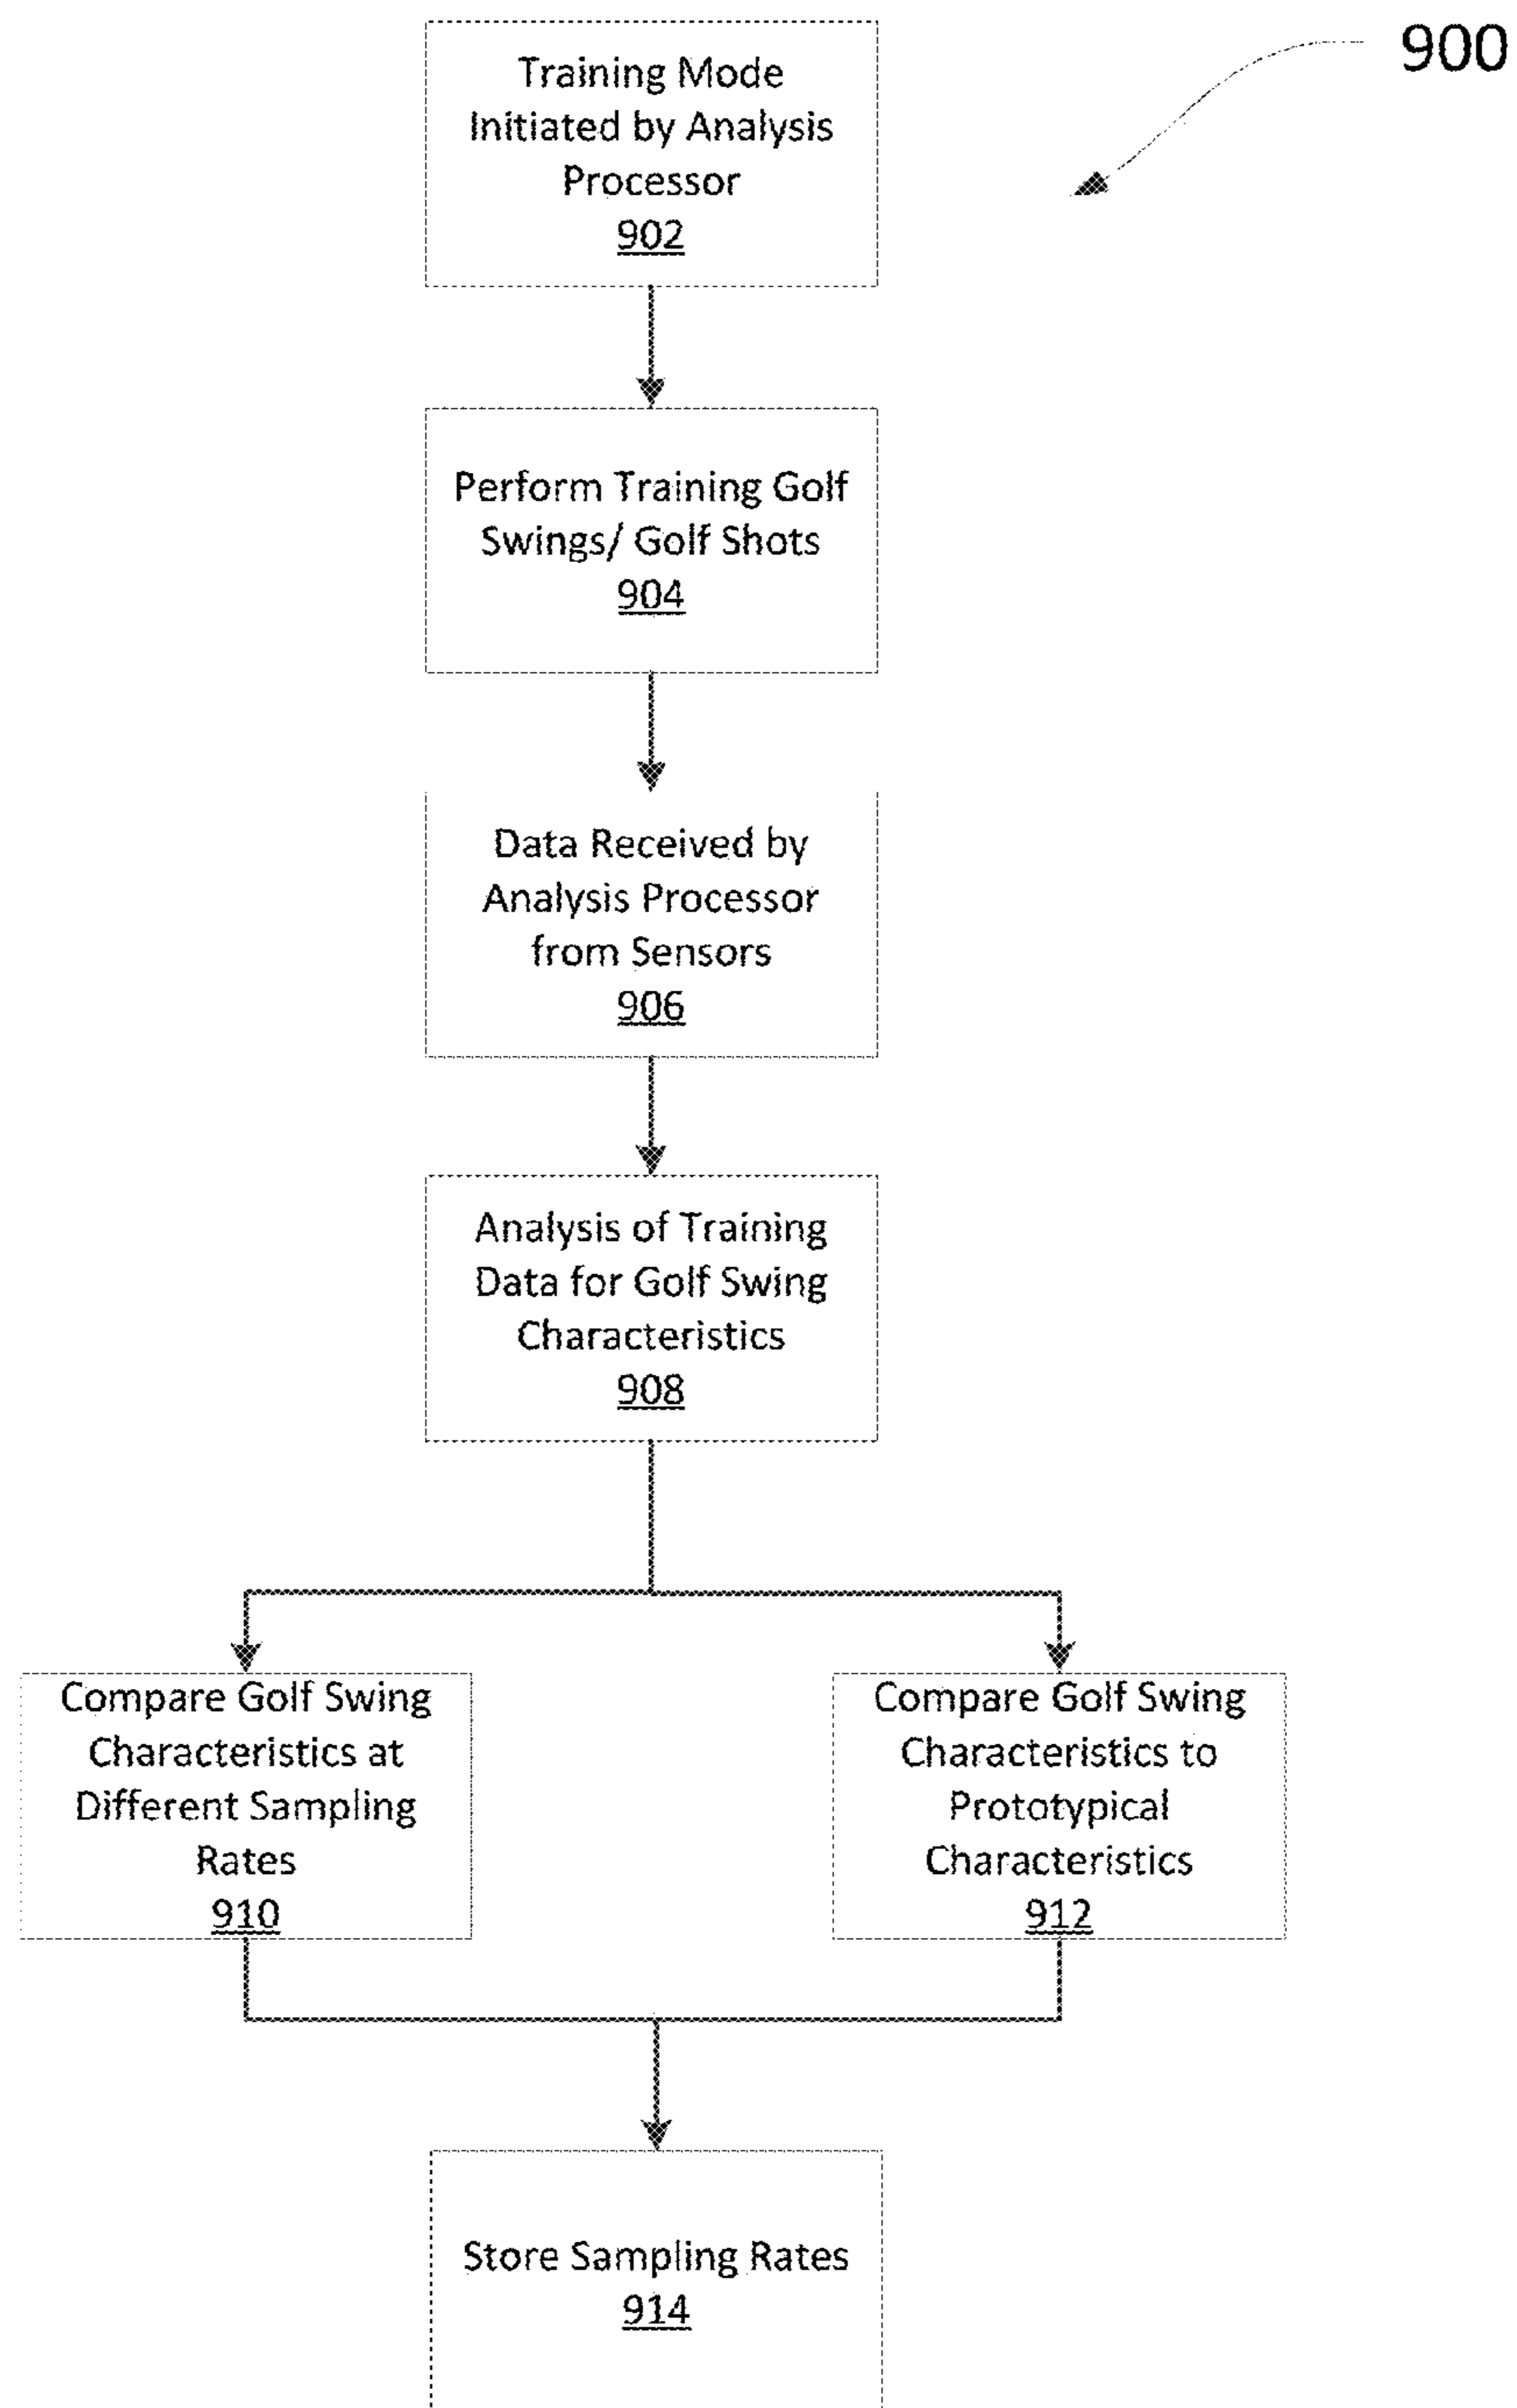 900
Training Mode
Initiated by Analysis
Processor
902
Perform Training Golf
Swings/ Golf Shots
904
Data Received by
Analysis Processor
from Sensors
906
Analysis of Training
Data for Golf Swing
Characteristics
908
Compare Golf Swing
Characteristics at
Different Sampling
Rates
910
Compare Golf Swing
Characteristics to
Prototypical
Characteristics
912
Store Sampling Rates
914